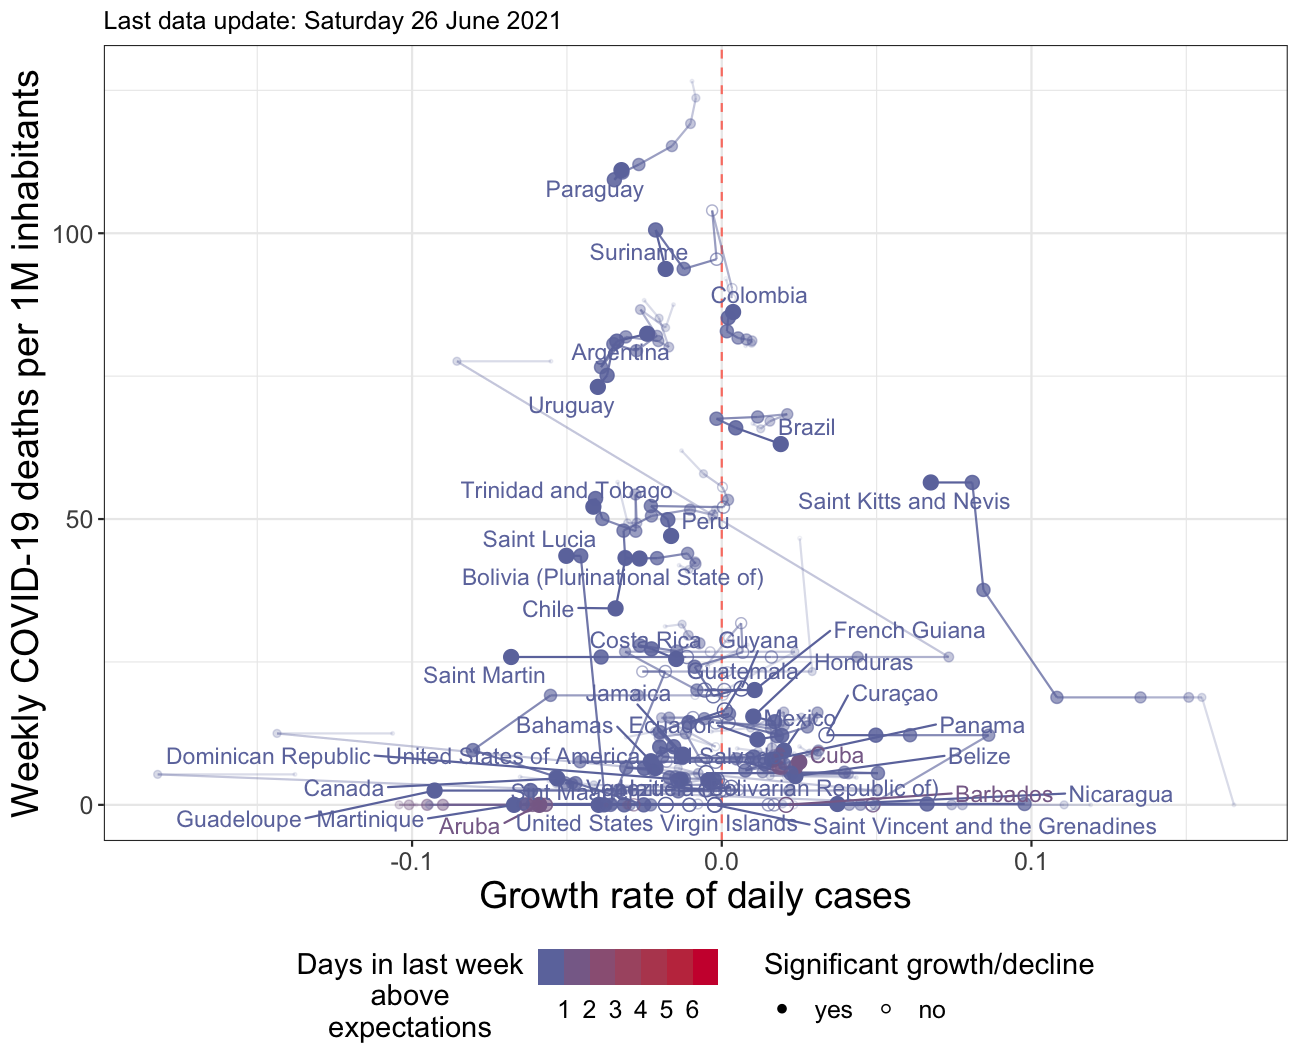 Last data update: Saturday 26 June 2021
Weekly COVID-19 deaths per 1M inhabitants
100
50
0
Paraguay
Suriname
Colombia
Argentina
Uruguay
Brazil
Trinidad and Tobago
Saint Kitts and Nevis
Peru
Saint Lucia
Bolivia (Plurinational State of)
Chile
French Guiana
Costa Rica
Guyana
Honduras
Saint Martin
Guatemala
Jamaica
Curaçao
Mexico
Bahamas
Ecuador
Panama
Dominican Republic
United States of America
Cuba
Belize
Canada
Venezuela (Bolivarian Republic of)
Barbados
Nicaragua
Guadeloupe
Martinique
Aruba
United States Virgin Islands
Saint Vincent and the Grenadines
-0.1
0.0
0.1
Growth rate of daily cases
Days in last week
above
expectations
1 2 3 4 5 6
Significant growth/decline
yes
no